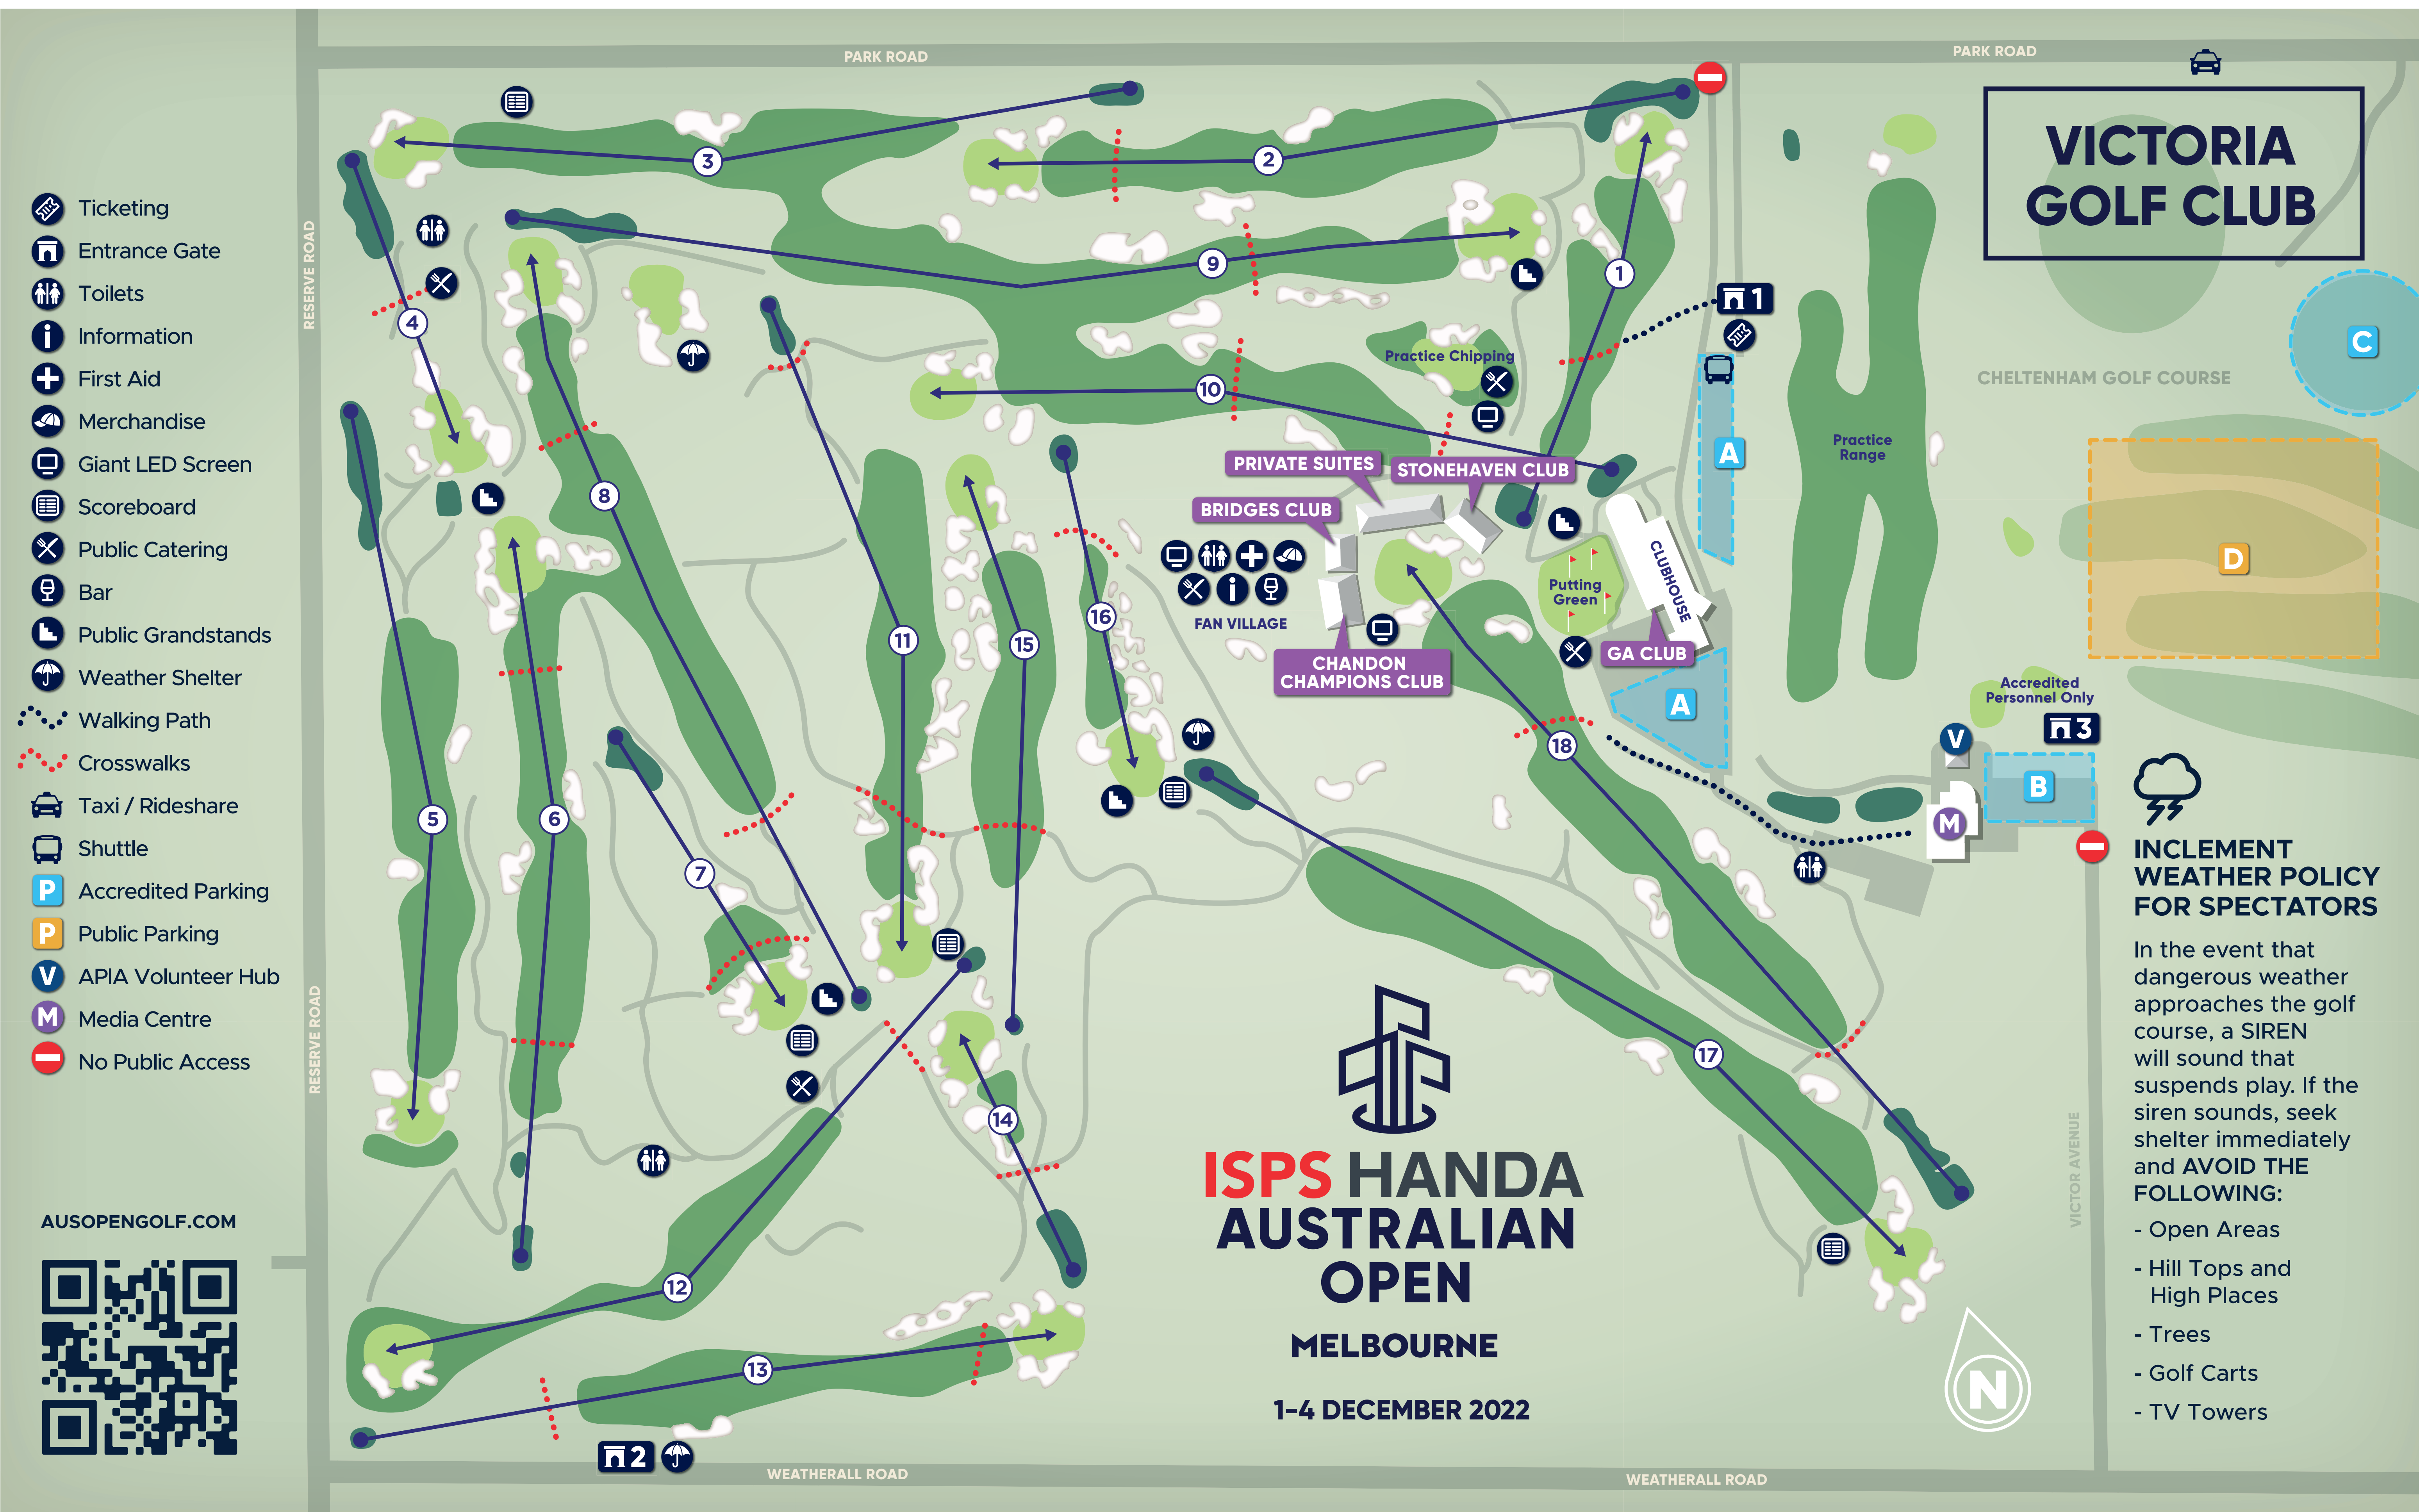 PARK ROAD
PARK ROAD
VICTORIA
GOLF CLUB
Ticketing
Entrance Gate
Toilets
Information
First Aid
Merchandise
Giant LED Screen
Scoreboard
Public Catering
Bar
Public Grandstands
Weather Shelter
Walking Path
Crosswalks
Taxi / Rideshare
Shuttle
P Accredited Parking
P Public Parking
V APIA Volunteer Hub
M Media Centre
No Public Access
AUSOPENGOLF.COM
RESERVE ROAD
RESERVE ROAD
3
2
9
1
1
4
10
Practice Chipping
C
CHELTENHAM GOLF COURSE
A
Practice
Range
D
8
PRIVATE SUITES
STONEHAVEN CLUB
BRIDGES CLUB
CLUBHOUSE
Putting
Green
FAN VILLAGE
16
11
15
GA CLUB
CHANDON
CHAMPIONS CLUB
A
18
Accredited
Personnel Only
3
V
B
M
5
6
7
17
14
12
13
2
ISPS HANDA
AUSTRALIAN
OPEN
MELBOURNE
1-4 DECEMBER 2022
N
VICTOR AVENUE
INCLEMENT
WEATHER POLICY
FOR SPECTATORS
In the event that
dangerous weather
approaches the golf
course, a SIREN
will sound that
suspends play. If the
siren sounds, seek
shelter immediately
and AVOID THE
FOLLOWING:
- Open Areas
- Hill Tops and
High Places
- Trees
- Golf Carts
- TV Towers
WEATHERALL ROAD
WEATHERALL ROAD